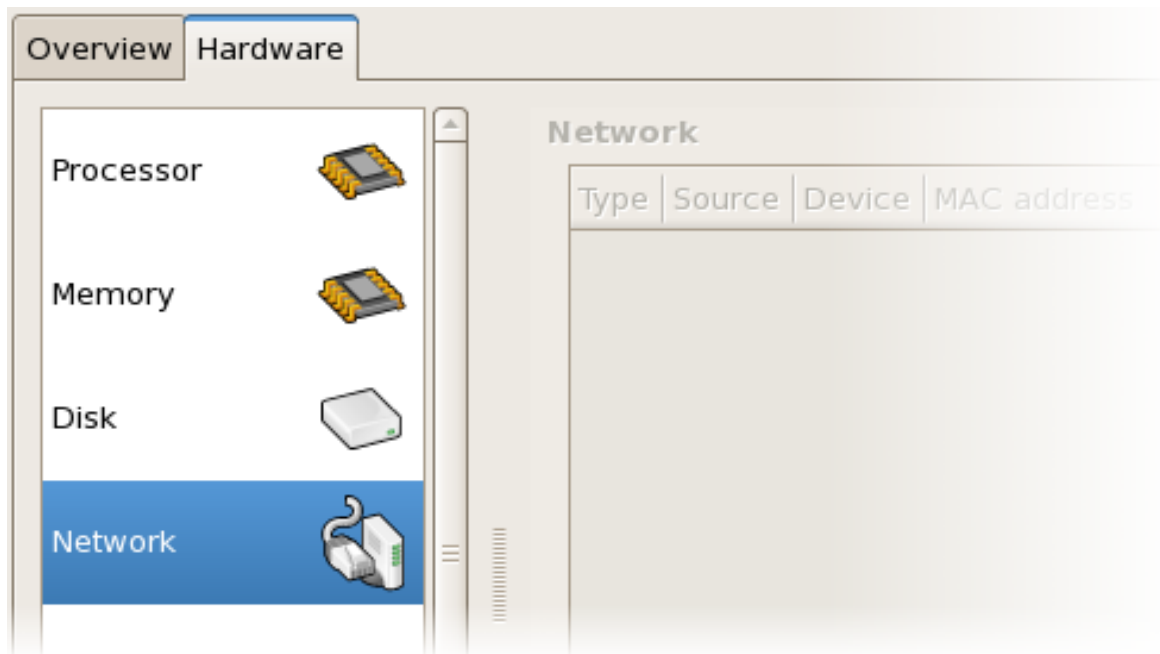 Overview Hardware
Processor
Memory
Disk
Network
Network
Type Source Device MAC address